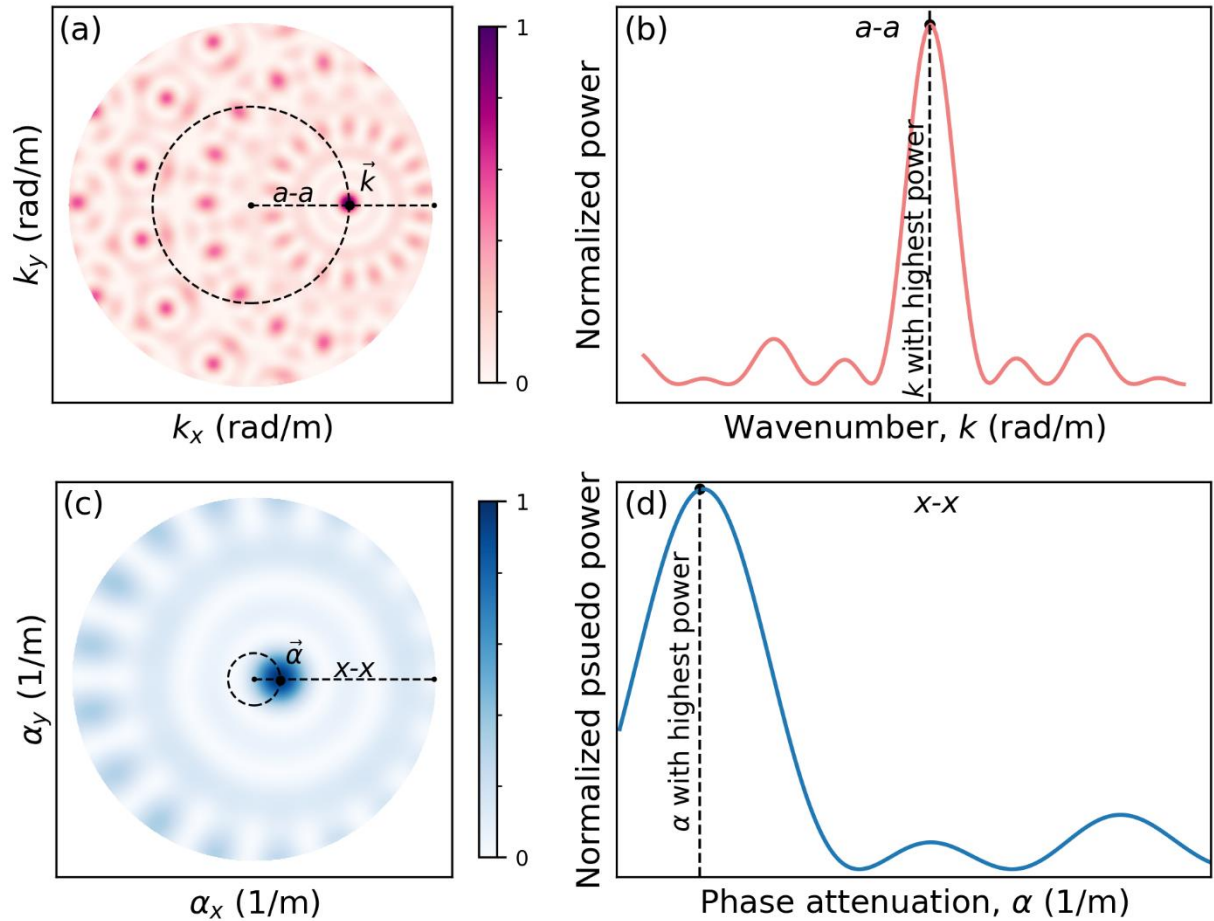 (a)
k_y (rad/m)
a-a
k⃗
k_x (rad/m)
1
0
(b)
a-a
Normalized power
k with highest power
Wavenumber, k (rad/m)
(c)
α_y (1/m)
α⃗
x-x
α_x (1/m)
1
0
(d)
x-x
Normalized psuedo power
α with highest power
Phase attenuation, α (1/m)